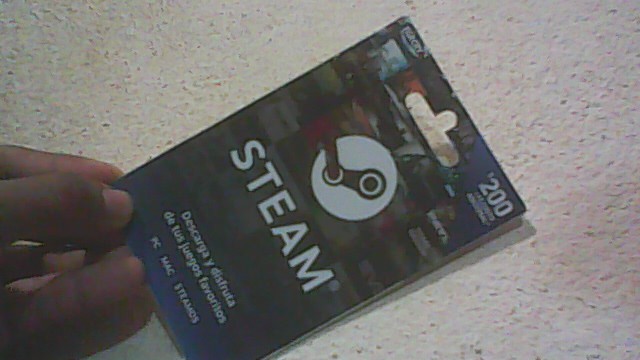 $200
STEAM®
Descarga y disfruta
de tus juegos favoritos
PC MAC STEAMOS